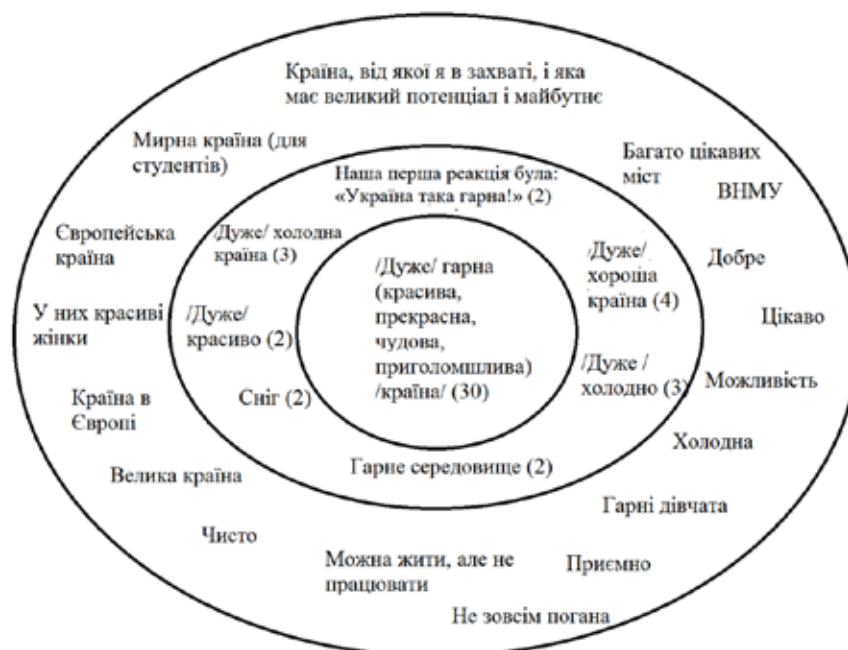 Країна, від якої я в захваті, і яка
має великий потенціал і майбутнє
Мирна країна (для
студентів)
Багато цікавих
міст
ВНМУ
Наша перша реакція була:
«Україна така гарна!» (2)
Європейська
країна
/Дуже/ холодна
країна (3)
/Дуже/
хороша
країна (4)
Добре
/Дуже/ гарна
(красива,
прекрасна,
чудова,
приголомшлива)
/країна/ (30)
У них красиві
жінки
/Дуже/
красиво (2)
Цікаво
/Дуже /
холодно (3)
Можливість
Країна в
Європі
Сніг (2)
Холодна
Велика країна
Гарне середовище (2)
Гарні дівчата
Чисто
Можна жити, але не
працювати
Приємно
Не зовсім погана